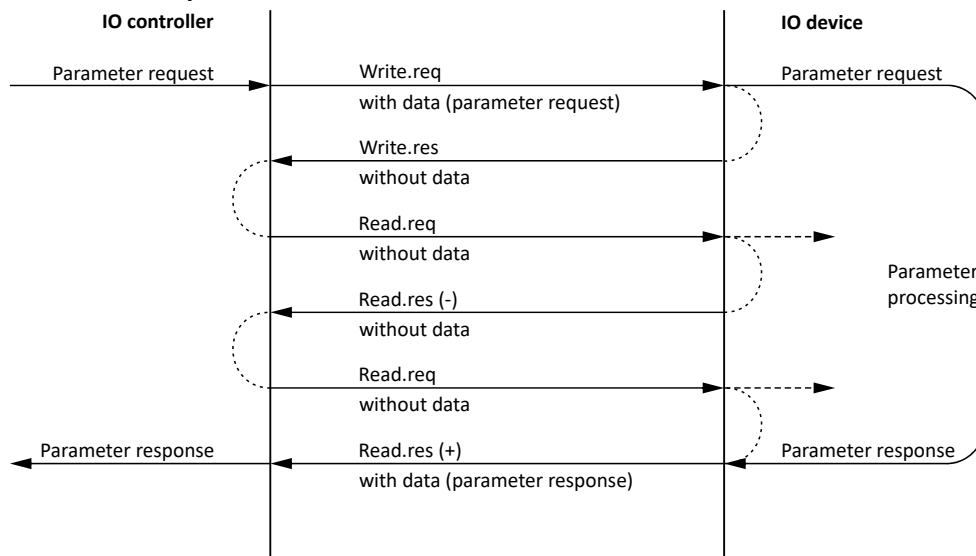 IO controller
IO device
Parameter request
Write.req
with data (parameter request)
Parameter request
Write.res
without data
Read.req
without data
Parameter
processing
Read.res (-)
without data
Read.req
without data
Parameter response
Read.res (+)
with data (parameter response)
Parameter response